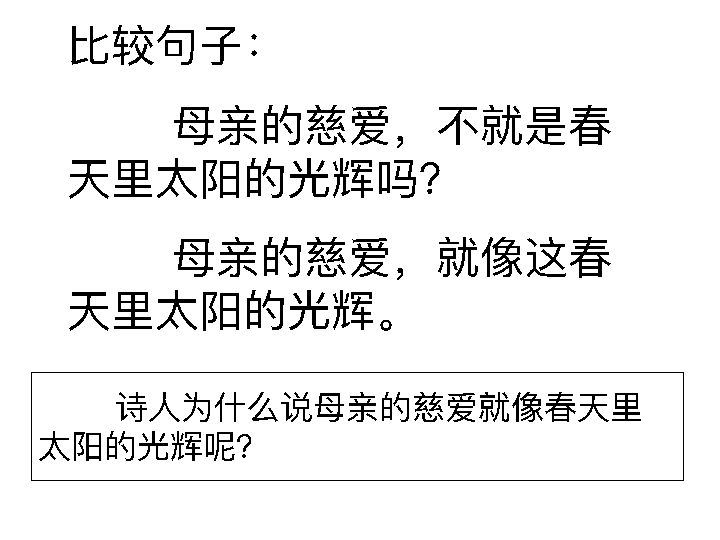 比较句子：
母亲的慈爱，不就是春
天里太阳的光辉吗？
母亲的慈爱，就像这春
天里太阳的光辉。
诗人为什么说母亲的慈爱就像春天里
太阳的光辉呢？